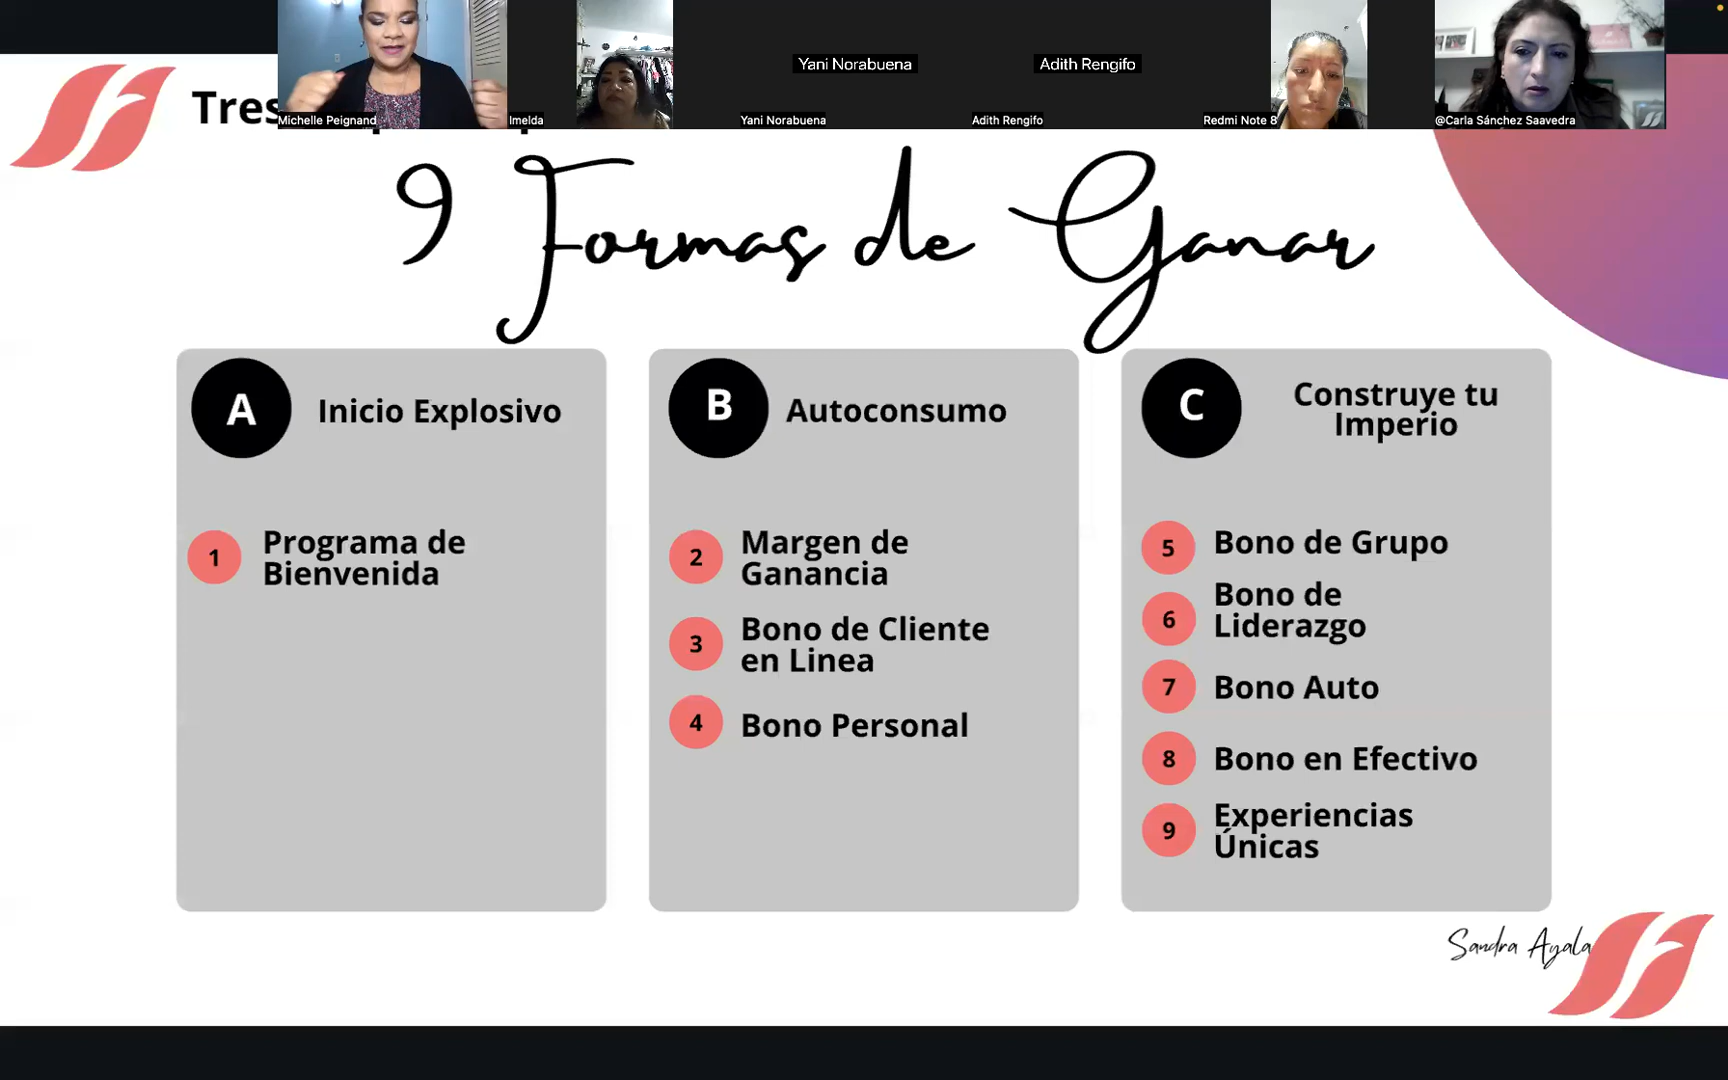 Yani Norabuena
Adith Rengifo
Michelle Peignand
Imelda
Yani Norabuena
Adith Rengifo
Redmi Note 8
@Carla Sánchez Saavedra
9 Formas de Ganar
A
Inicio Explosivo
1
Programa de
Bienvenida
B
Autoconsumo
2
Margen de
Ganancia
3
Bono de Cliente
en Linea
4
Bono Personal
C
Construye tu
Imperio
5
Bono de Grupo
6
Bono de
Liderazgo
7
Bono Auto
8
Bono en Efectivo
9
Experiencias
Únicas
Sandra Ayala